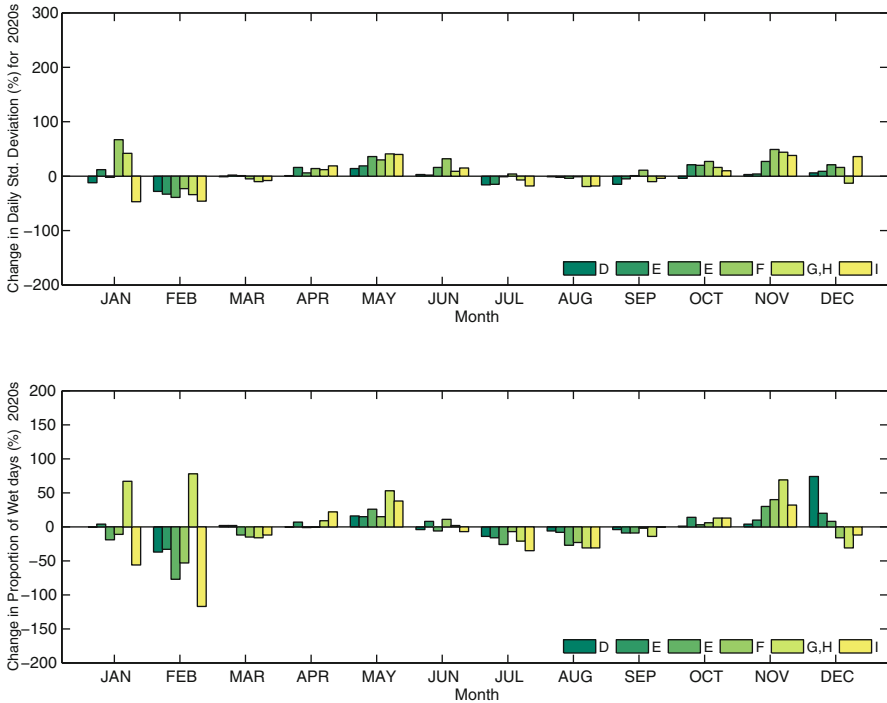 Change in Daily Std. Deviation (%) for 2020s
300
200
100
0
−100
−200
D E E F G,H I
JAN FEB MAR APR MAY JUN JUL AUG SEP OCT NOV DEC
Month
Change in Proportion of Wet days (%) 2020s
200
150
100
50
0
−50
−100
−150
−200
D E E F G,H I
JAN FEB MAR APR MAY JUN JUL AUG SEP OCT NOV DEC
Month